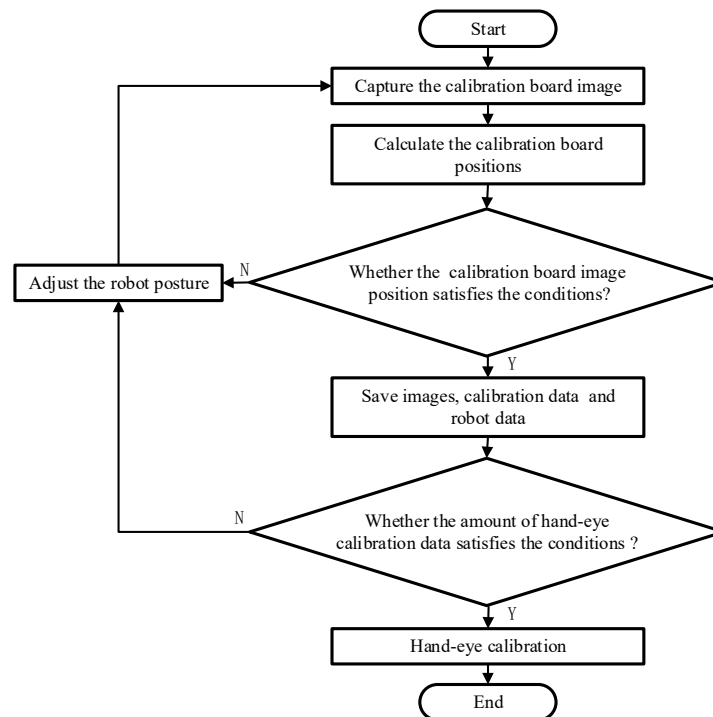 Start
Capture the calibration board image
Calculate the calibration board
positions
Whether the calibration board image
position satisfies the conditions?
N
Adjust the robot posture
Y
Save images, calibration data and
robot data
N
Whether the amount of hand-eye
calibration data satisfies the conditions ?
Y
Hand-eye calibration
End